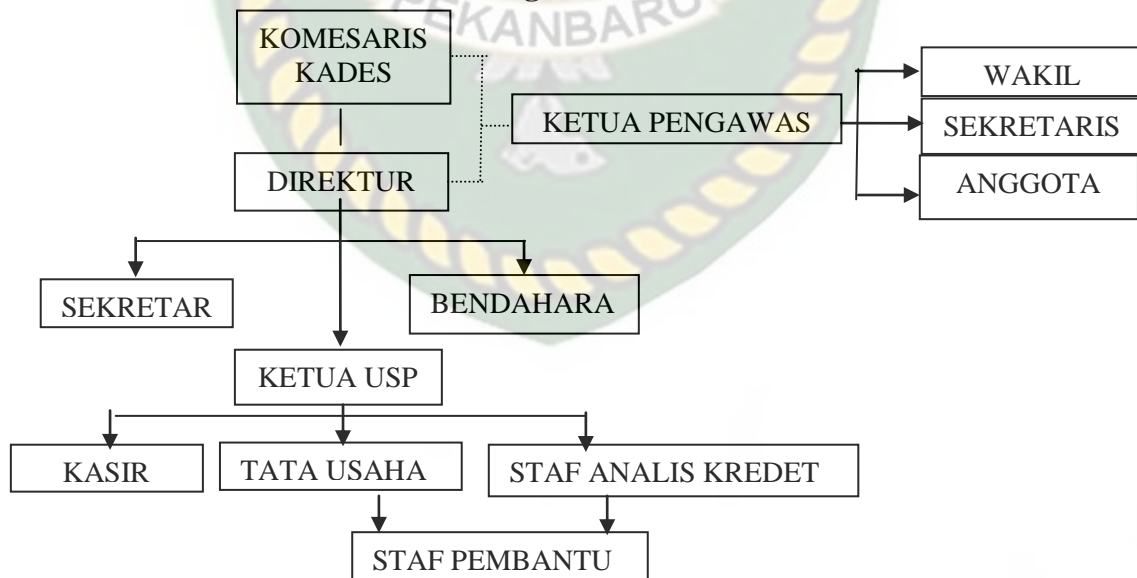 PEKANBARU
KOMESARIS
KADES
WAKIL
KETUA PENGAWAS
SEKRETARIS
DIREKTUR
ANGGOTA
SEKRETAR
BENDAHARA
KETUA USP
KASIR
TATA USAHA
STAF ANALIS KREDET
STAF PEMBANTU